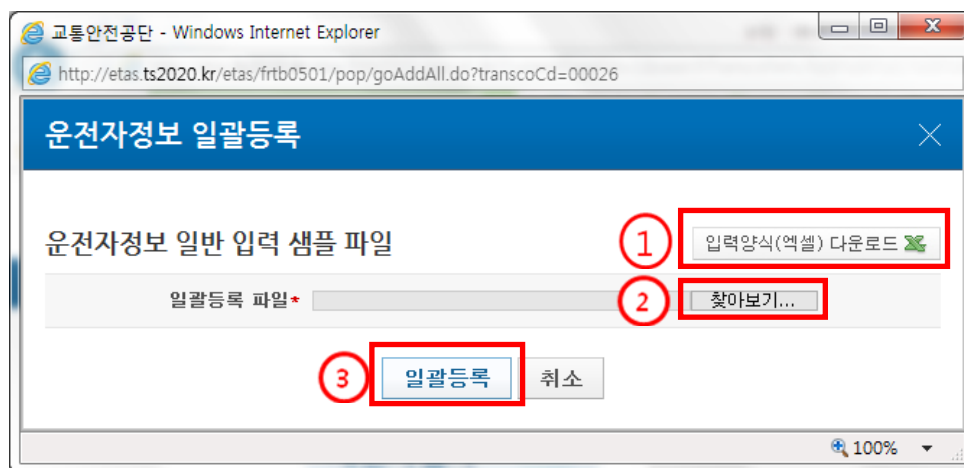 교통안전공단 - Windows Internet Explorer
http://etas.ts2020.kr/etas/frtb0501/pop/goAddAll.do?transcoCd=00026
운전자정보 일괄등록
운전자정보 일반 입력 샘플 파일
1
입력양식(엑셀) 다운로드
일괄등록 파일*
2
찾아보기...
3
일괄등록
취소
100%